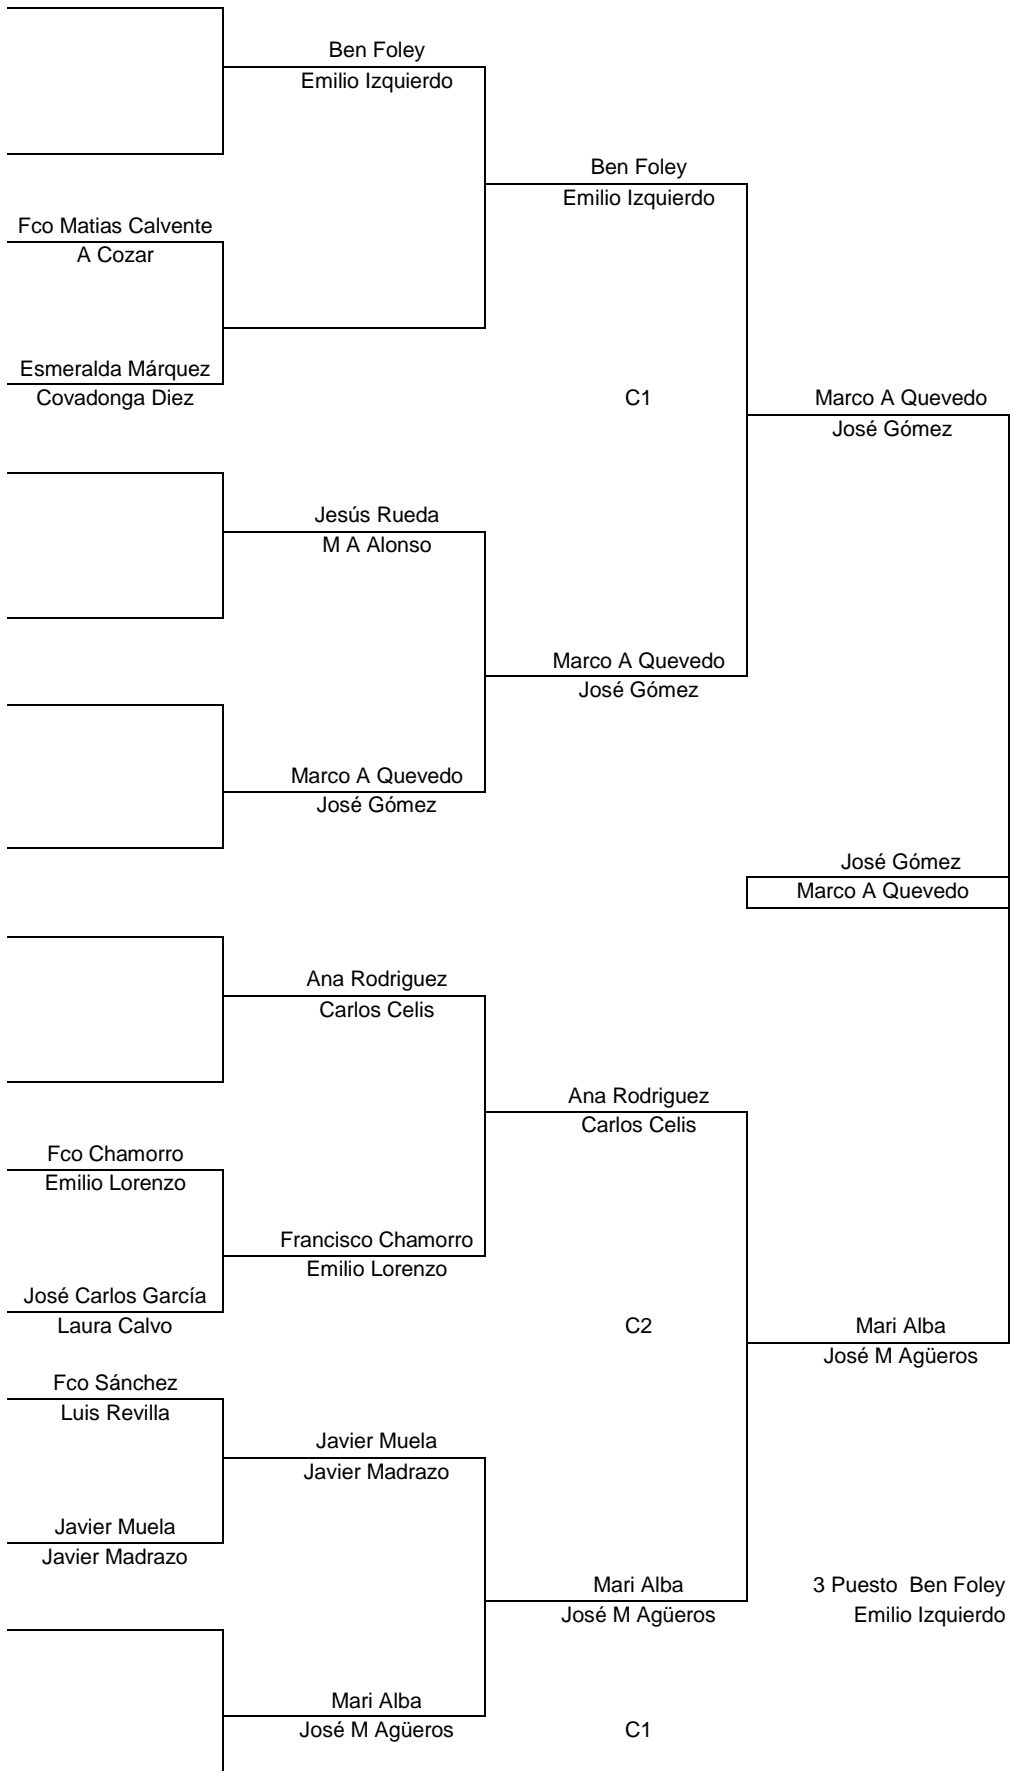 Ben Foley
Emilio Izquierdo
Ben Foley
Emilio Izquierdo
Fco Matias Calvente
A Cozar
Esmeralda Márquez
Covadonga Diez
C1
Marco A Quevedo
José Gómez
Jesús Rueda
M A Alonso
Marco A Quevedo
José Gómez
Marco A Quevedo
José Gómez
José Gómez
Marco A Quevedo
Ana Rodriguez
Carlos Celis
Ana Rodriguez
Carlos Celis
Fco Chamorro
Emilio Lorenzo
Francisco Chamorro
Emilio Lorenzo
José Carlos García
Laura Calvo
C2
Mari Alba
José M Agüeros
Fco Sánchez
Luis Revilla
Javier Muela
Javier Madrazo
Javier Muela
Javier Madrazo
Mari Alba
José M Agüeros
3 Puesto  Ben Foley
Emilio Izquierdo
Mari Alba
José M Agüeros
C1